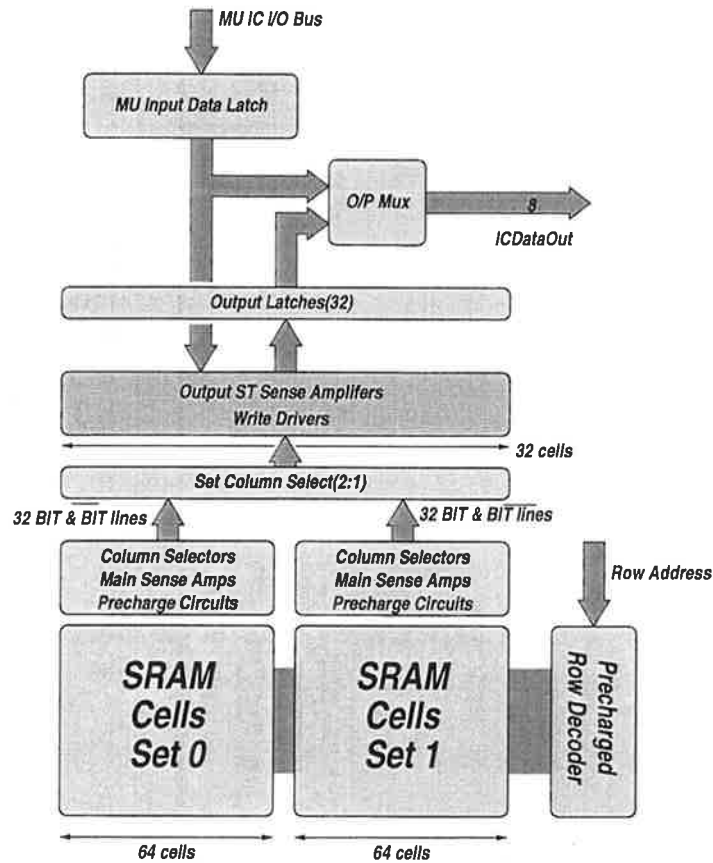 MU IC I/O Bus
MU Input Data Latch
O/P Mux
8
ICDataOut
Output Latches(32)
Output ST Sense Amplifers
Write Drivers
32 cells
Set Column Select(2:1)
32 BIT & BIT lines
32 BIT & BIT lines
Column Selectors
Main Sense Amps
Precharge Circuits
Column Selectors
Main Sense Amps
Precharge Circuits
Row Address
SRAM
Cells
Set 0
SRAM
Cells
Set 1
Precharged
Row Decoder
64 cells
64 cells